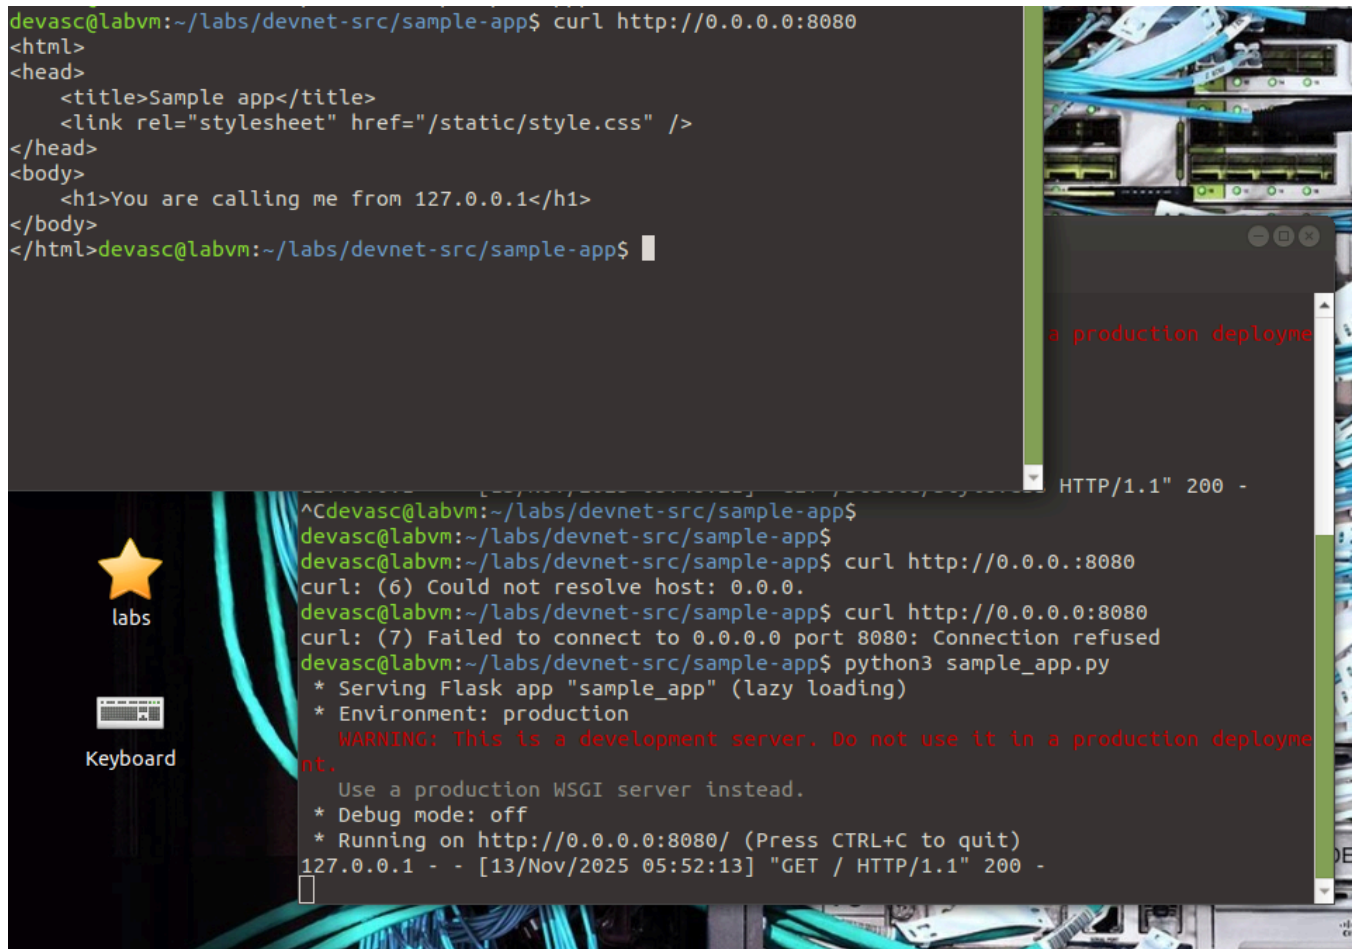 devasc@labvm:~/labs/devnet-src/sample-app$ curl http://0.0.0.0:8080
<html>
<head>
    <title>Sample app</title>
    <link rel="stylesheet" href="/static/style.css" />
</head>
<body>
    <h1>You are calling me from 127.0.0.1</h1>
</body>
</html>devasc@labvm:~/labs/devnet-src/sample-app$
a production deployme
HTTP/1.1" 200 -
^Cdevasc@labvm:~/labs/devnet-src/sample-app$
devasc@labvm:~/labs/devnet-src/sample-app$
devasc@labvm:~/labs/devnet-src/sample-app$ curl http://0.0.0.:8080
curl: (6) Could not resolve host: 0.0.0.
devasc@labvm:~/labs/devnet-src/sample-app$ curl http://0.0.0.0:8080
curl: (7) Failed to connect to 0.0.0.0 port 8080: Connection refused
devasc@labvm:~/labs/devnet-src/sample-app$ python3 sample_app.py
 * Serving Flask app "sample_app" (lazy loading)
 * Environment: production
   WARNING: This is a development server. Do not use it in a production deployme
nt.
   Use a production WSGI server instead.
 * Debug mode: off
 * Running on http://0.0.0.0:8080/ (Press CTRL+C to quit)
127.0.0.1 - - [13/Nov/2025 05:52:13] "GET / HTTP/1.1" 200 -
labs
Keyboard